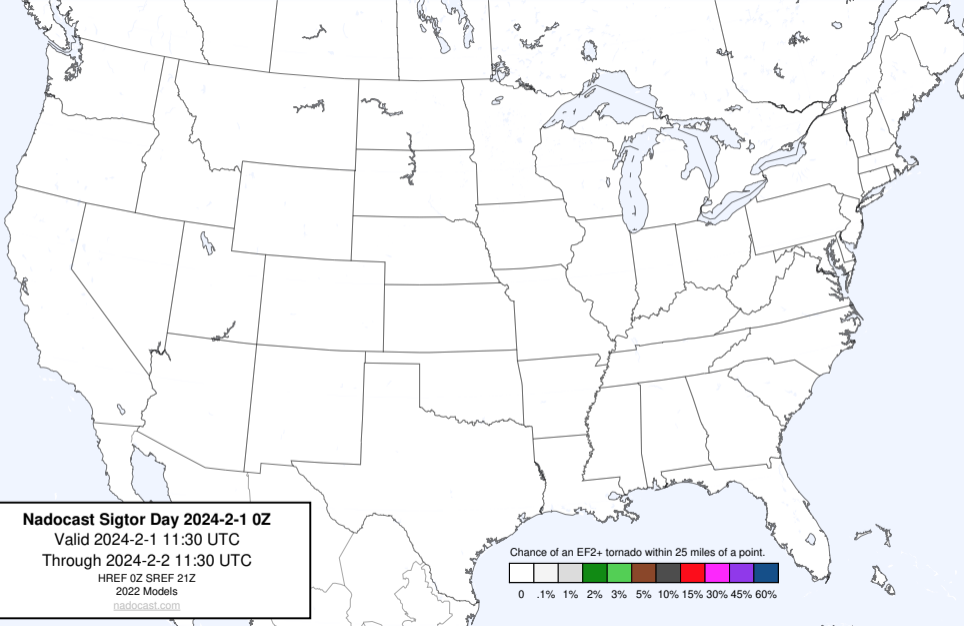 Nadocast Sigtor Day 2024-2-1 0Z
Valid 2024-2-1 11:30 UTC
Through 2024-2-2 11:30 UTC
HREF 0Z SREF 21Z
2022 Models
nadocast.com
Chance of an EF2+ tornado within 25 miles of a point.
0 .1% 1% 2% 3% 5% 10% 15% 30% 45% 60%